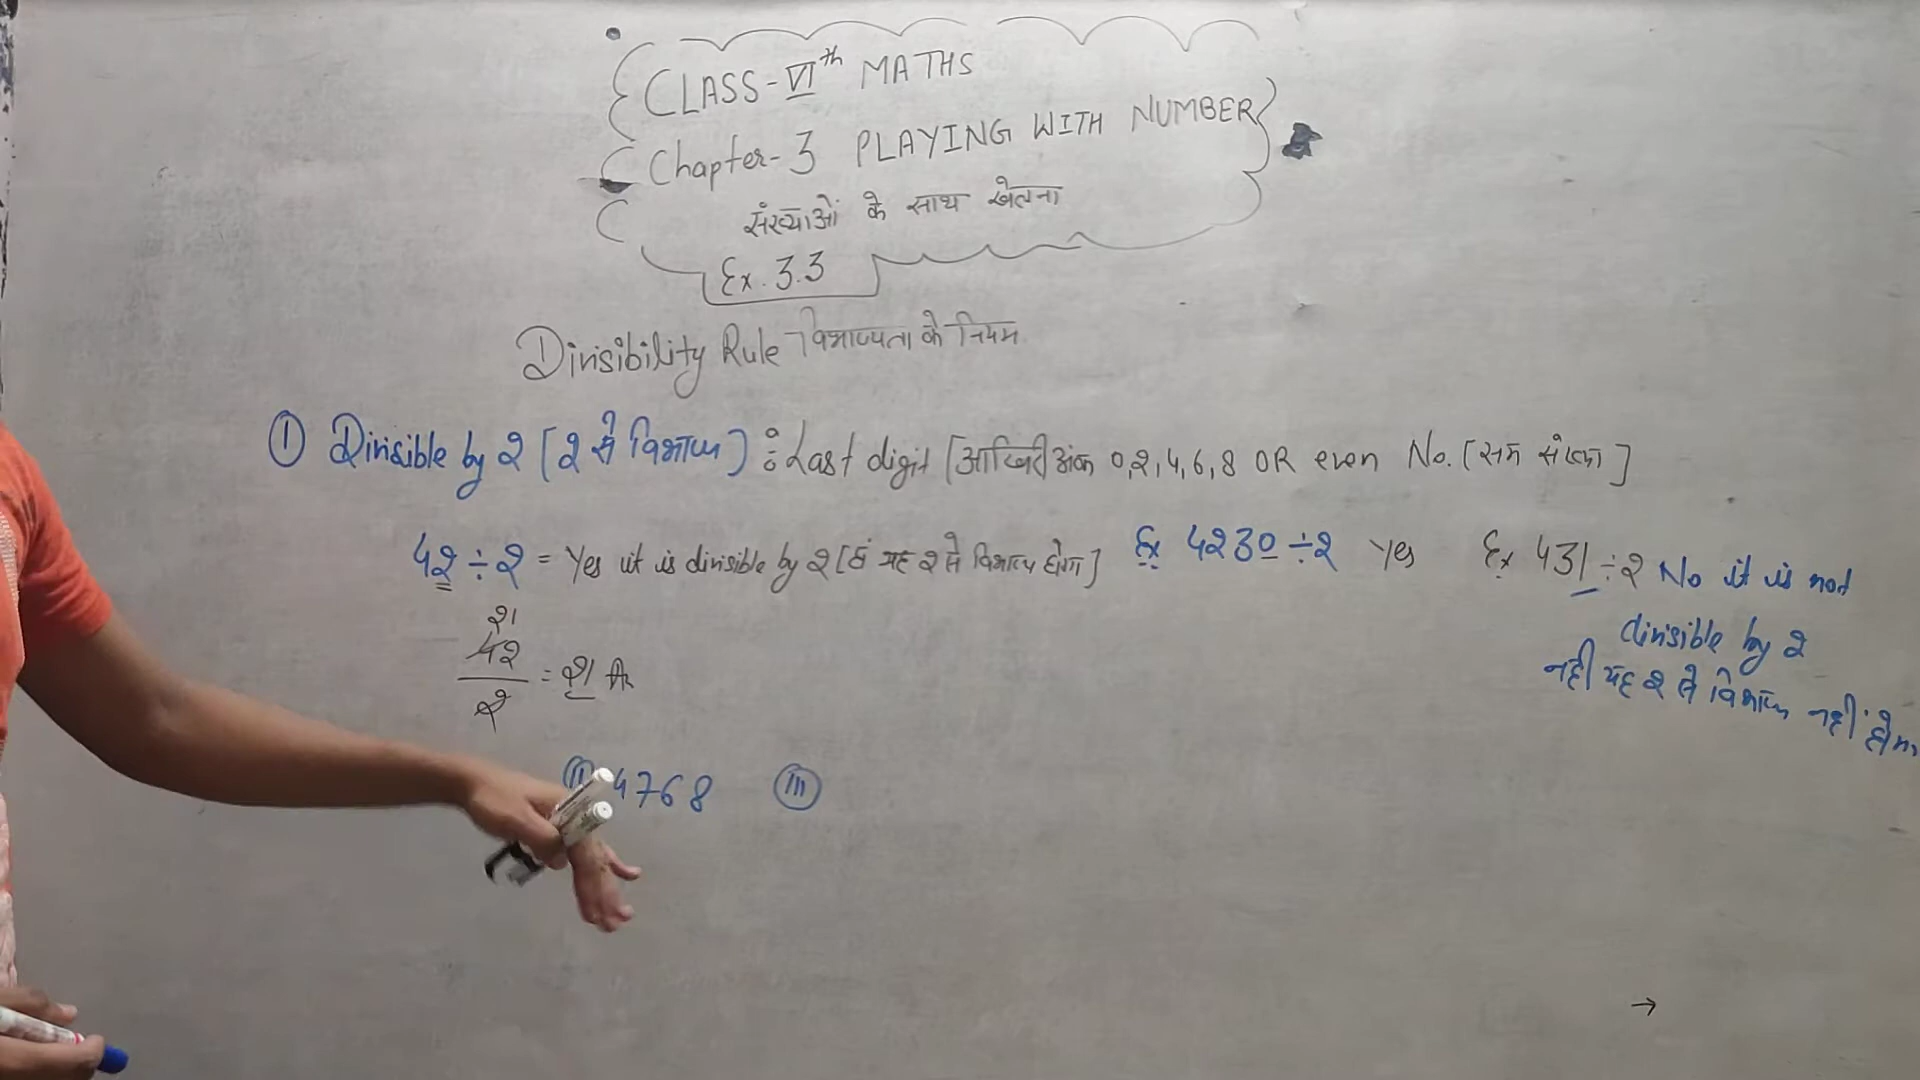 CLASS-VIth MATHS
Chapter-3 PLAYING WITH NUMBER
संख्याओं के साथ खेलना
Ex. 3.3
Divisibility Rule विभाज्यता के नियम
① Divisible by 2 [2 से विभाज्य] : Last digit [आखिरी अंक 0,2,4,6,8 OR even No. [सम संख्या]
42 ÷ 2 = Yes it is divisible by 2 [हां यह 2 से विभाज्य होगा] Ex 4230 ÷ 2 Yes Ex 431 ÷ 2 No it is not
divisible by 2
नहीं यह 2 से विभाज्य नहीं होगा
21
42
2
= 21 A
(II) 4768 (III)
→